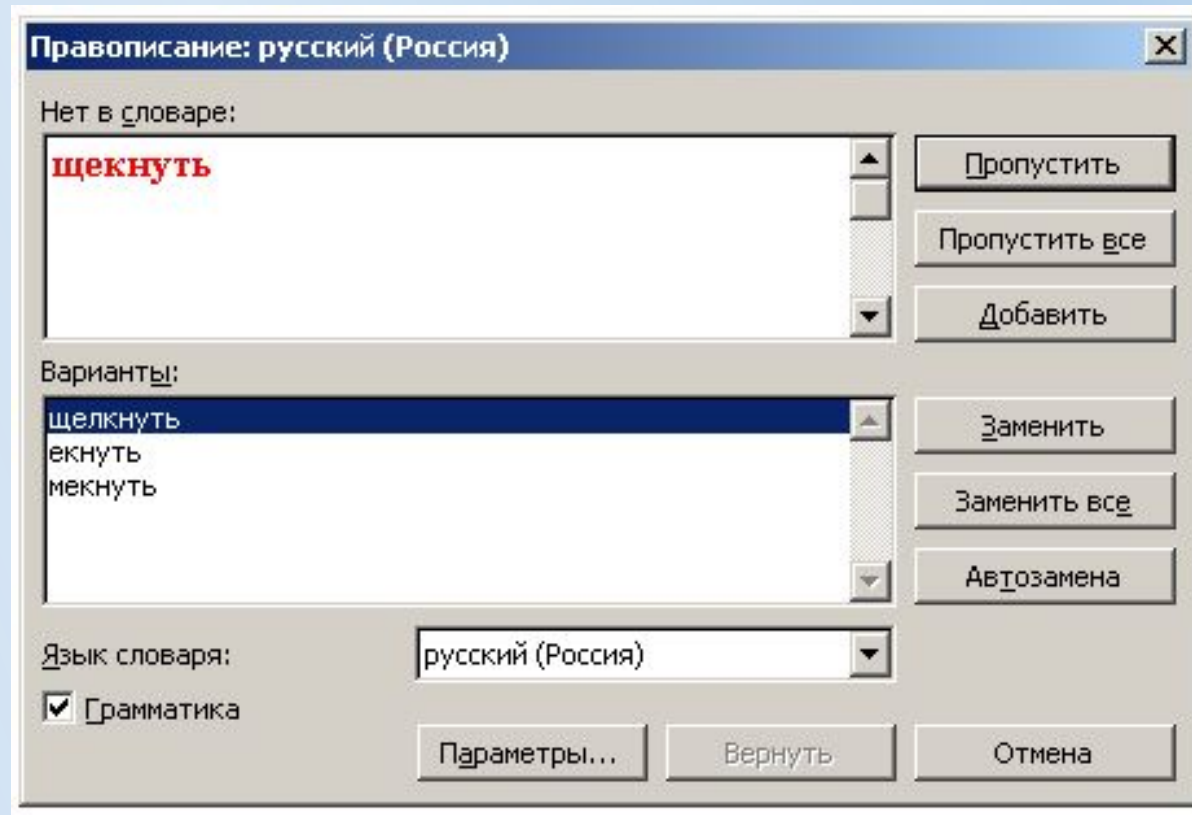 Правописание: русский (Россия)
Нет в словаре:
щекнуть
Пропустить
Пропустить все
Добавить
Варианты:
щелкнуть
екнуть
мекнуть
Заменить
Заменить все
Автозамена
Язык словаря:
русский (Россия)
Грамматика
Параметры...
Вернуть
Отмена